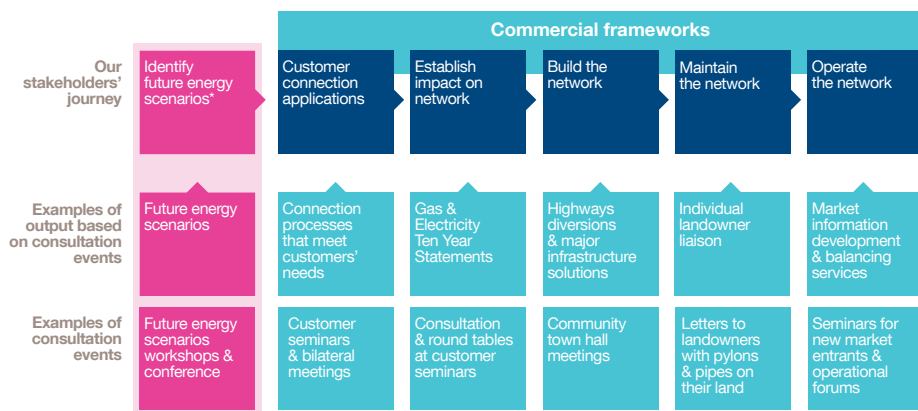 Commercial frameworks
Our
stakeholders'
journey
Identify
future energy
scenarios*
Customer
connection
applications
Establish
impact on
network
Build the
network
Maintain
the network
Operate
the network
Examples of
output based
on consultation
events
Future energy
scenarios
Connection
processes
that meet
customers'
needs
Gas &
Electricity
Ten Year
Statements
Highways
diversions
& major
infrastructure
solutions
Individual
landowner
liaison
Market
information
development
& balancing
services
Examples of
consultation
events
Future energy
scenarios
workshops &
conference
Customer
seminars
& bilateral
meetings
Consultation
& round tables
at customer
seminars
Community
town hall
meetings
Letters to
landowners
with pylons
& pipes on
their land
Seminars for
new market
entrants &
operational
forums